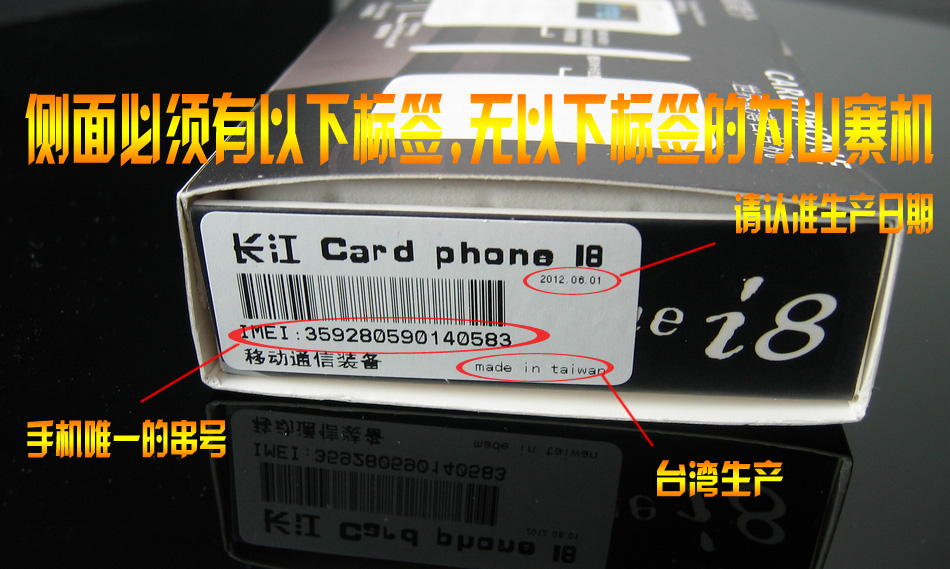 侧面必须有以下标签,无以下标签的为山寨机
请认准生产日期
长江 Card phone I8
2012.06.01
IMEI:359280590140583
移动通信装备
made in taiwan
ne i8
手机唯一的串号
台湾生产